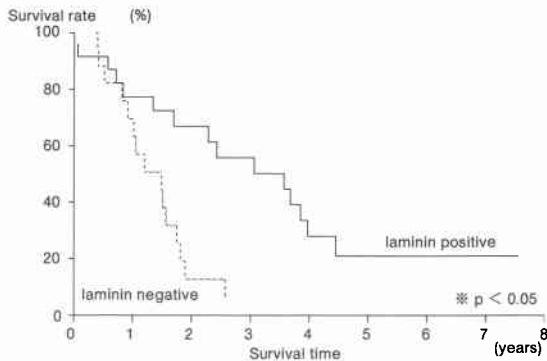 Survival rate (%)
100
80
60
40
20
0
laminin positive
laminin negative
※ p < 0.05
0 1 2 3 4 5 6 7 8
Survival time (years)